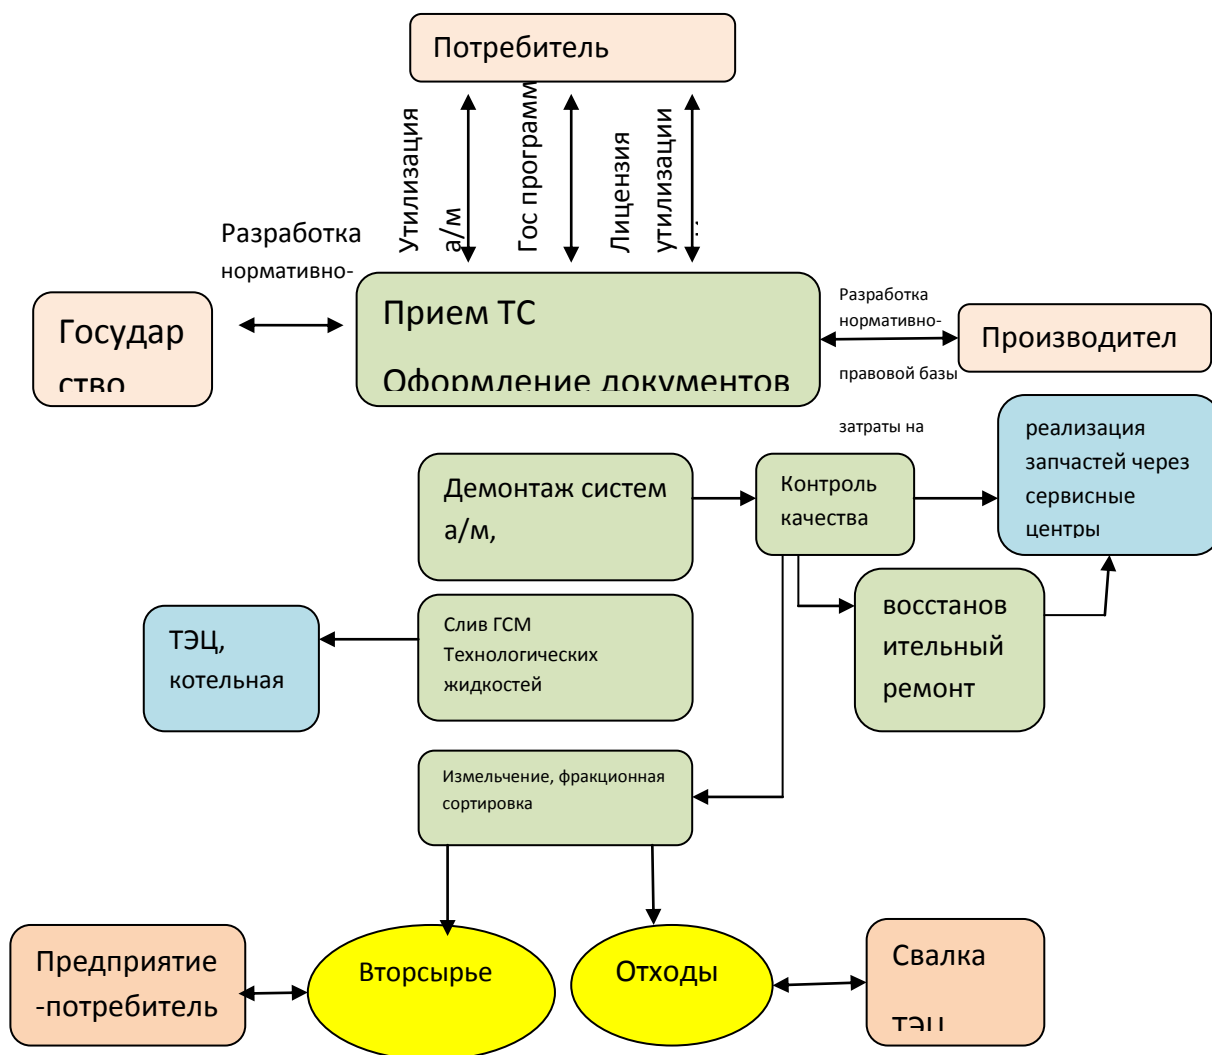 Потребитель
Утилизация
а/м
Гос программ
Лицензия
утилизации
Разработка
нормативно-
Государ
ство
Прием ТС
Оформление документов
Разработка
нормативно-
правовой базы
затраты на
Производител
Демонтаж систем
а/м,
Контроль
качества
реализация
запчастей через
сервисные
центры
Слив ГСМ
Технологических
жидкостей
ТЭЦ,
котельная
восстанов
ительный
ремонт
Измельчение, фракционная
сортировка
Предприятие
-потребитель
Вторсырье
Отходы
Свалка
ТЭЦ